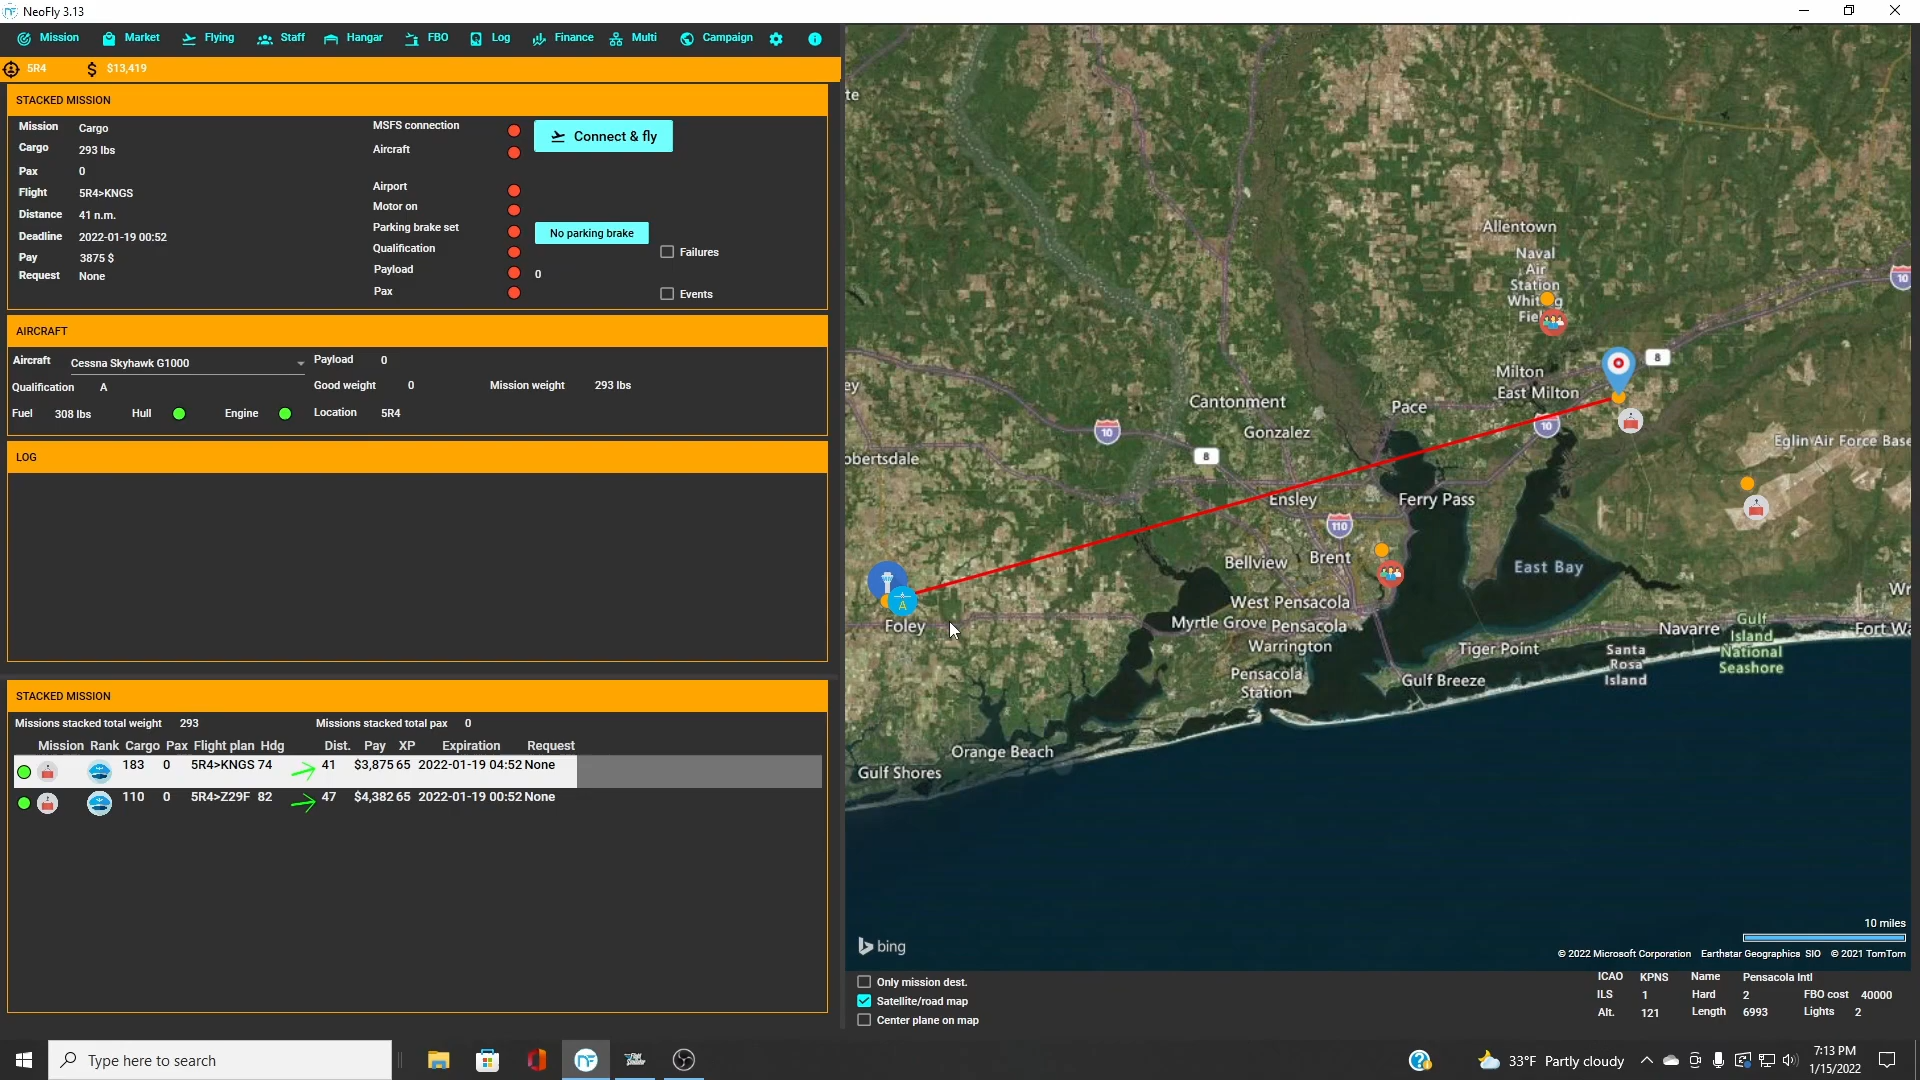 NeoFly 3.13
Mission Market Flying Staff Hangar FBO Log Finance Multi Campaign
5R4 $13,419
STACKED MISSION
Mission Cargo
Cargo 293 lbs
Pax 0
Flight 5R4>KNGS
Distance 41 n.m.
Deadline 2022-01-19 00:52
Pay 3875 $
Request None
MSFS connection
Connect & fly
Aircraft
Airport
Motor on
Parking brake set No parking brake
Qualification Failures
Payload 0
Pax Events
AIRCRAFT
Aircraft Cessna Skyhawk G1000 Payload 0
Qualification A Good weight 0 Mission weight 293 lbs
Fuel 308 lbs Hull Engine Location 5R4
LOG
STACKED MISSION
Missions stacked total weight 293 Missions stacked total pax 0
Mission Rank Cargo Pax Flight plan Hdg Dist. Pay XP Expiration Request
183 0 5R4>KNGS 74 41 $3,875 65 2022-01-19 04:52 None
110 0 5R4>Z29F 82 47 $4,382 65 2022-01-19 00:52 None
te
Allentown
Naval
Air
Station
Whiting
Field
10
8
ey
Milton
East Milton
Cantonment
Pace
Gonzalez
10
10
8
obertsdale
Eglin Air Force Base
Ensley
Ferry Pass
110
Bellview
Brent
East Bay
A
Foley
West Pensacola
Myrtle Grove Pensacola
Warrington
Wr
Navarre
Gulf
Island
National
Seashore
Fort Wa
Tiger Point
Santa
Rosa
Island
Pensacola
Station
Gulf Breeze
Orange Beach
Gulf Shores
10 miles
bing
© 2022 Microsoft Corporation Earthstar Geographics SIO © 2021 TomTom
Only mission dest.
Satellite/road map
Center plane on map
ICAO KPNS Name Pensacola Intl
ILS 1 Hard 2 FBO cost 40000
Alt. 121 Length 6993 Lights 2
Type here to search
33°F Partly cloudy
7:13 PM
1/15/2022